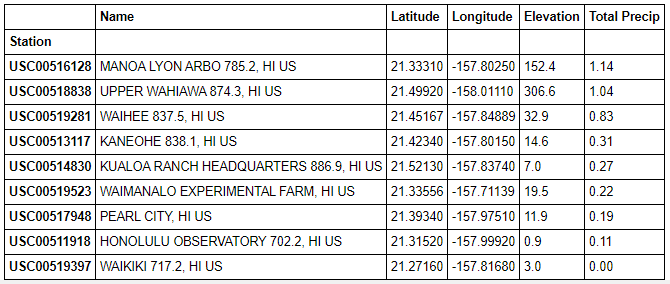 Name Latitude Longitude Elevation Total Precip
Station
USC00516128 MANOA LYON ARBO 785.2, HI US 21.33310 -157.80250 152.4 1.14
USC00518838 UPPER WAHIAWA 874.3, HI US 21.49920 -158.01110 306.6 1.04
USC00519281 WAIHEE 837.5, HI US 21.45167 -157.84889 32.9 0.83
USC00513117 KANEOHE 838.1, HI US 21.42340 -157.80150 14.6 0.31
USC00514830 KUALOA RANCH HEADQUARTERS 886.9, HI US 21.52130 -157.83740 7.0 0.27
USC00519523 WAIMANALO EXPERIMENTAL FARM, HI US 21.33556 -157.71139 19.5 0.22
USC00517948 PEARL CITY, HI US 21.39340 -157.97510 11.9 0.19
USC00511918 HONOLULU OBSERVATORY 702.2, HI US 21.31520 -157.99920 0.9 0.11
USC00519397 WAIKIKI 717.2, HI US 21.27160 -157.81680 3.0 0.00